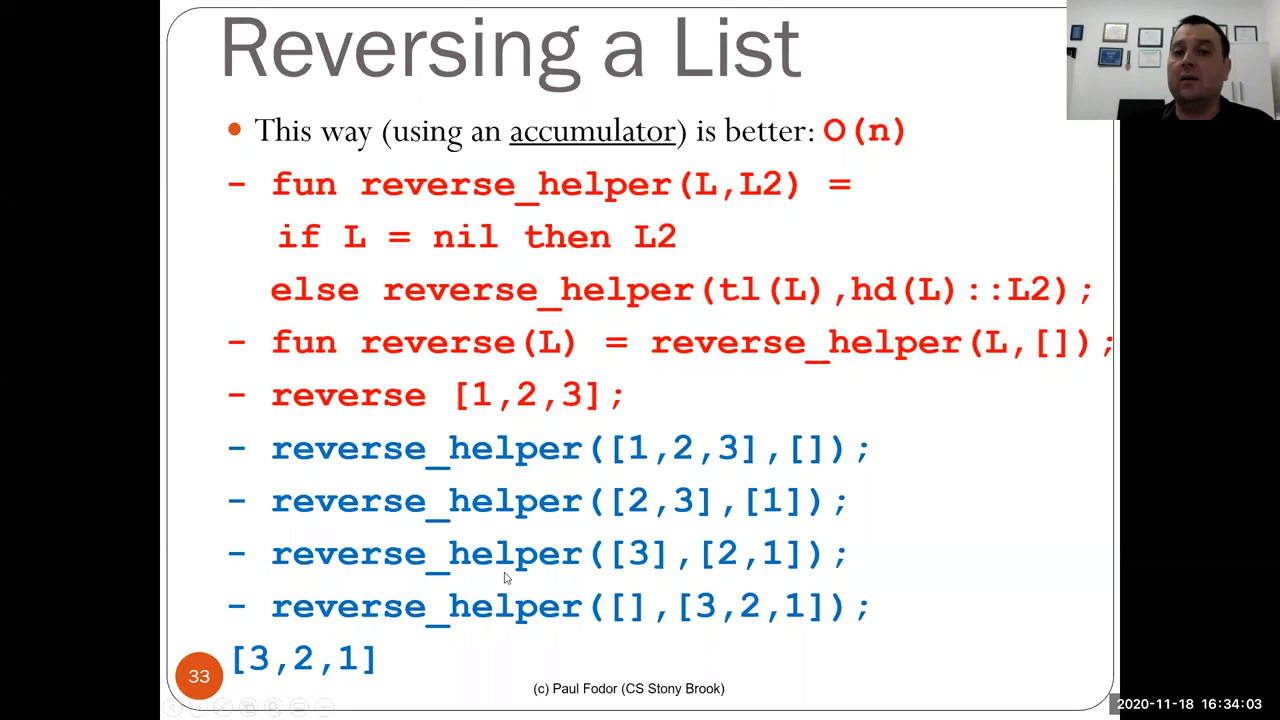 Reversing a List
• This way (using an accumulator) is better: O(n)
- fun reverse_helper(L,L2) =
if L = nil then L2
else reverse_helper(tl(L),hd(L)::L2);
- fun reverse(L) = reverse_helper(L,[]);
- reverse [1,2,3];
- reverse_helper([1,2,3],[]);
- reverse_helper([2,3],[1]);
- reverse_helper([3],[2,1]);
- reverse_helper([],[3,2,1]);
[3,2,1]
33
(c) Paul Fodor (CS Stony Brook)
2020-11-18 16:34:03